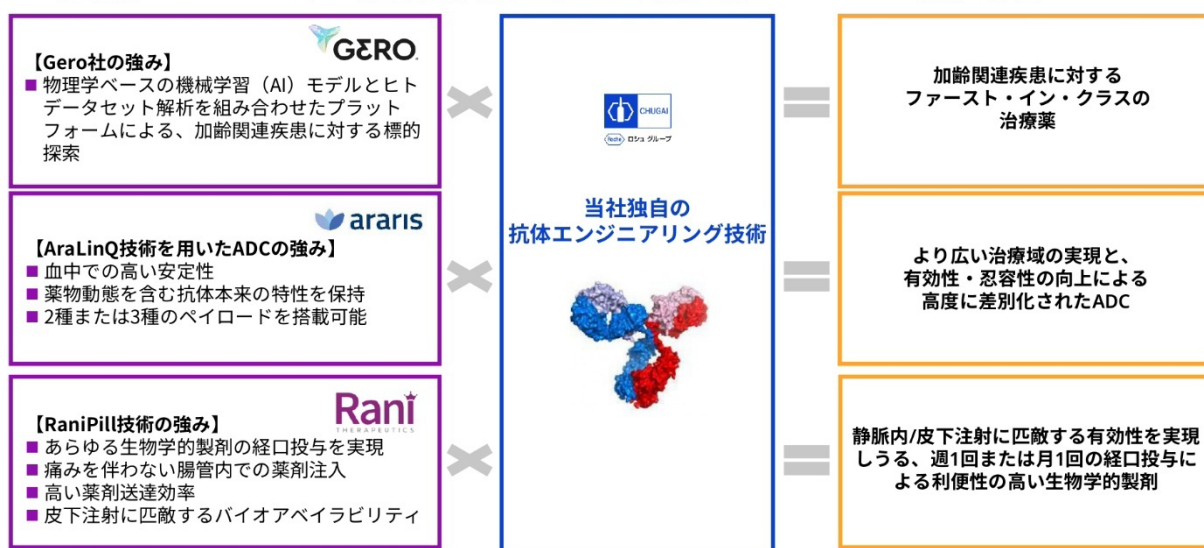 GERO
【Gero社の強み】
■ 物理学ベースの機械学習（AI）モデルとヒト
データセット解析を組み合わせたプラット
フォームによる、加齢関連疾患に対する標的
探索
×
CHUGAI
Roche ロシュ グループ
当社独自の
抗体エンジニアリング技術
=
加齢関連疾患に対する
ファースト・イン・クラスの
治療薬
araris
【AraLinQ技術を用いたADCの強み】
■ 血中での高い安定性
■ 薬物動態を含む抗体本来の特性を保持
■ 2種または3種のペイロードを搭載可能
×
=
より広い治療域の実現と、
有効性・忍容性の向上による
高度に差別化されたADC
Rani
THERAPEUTICS
【RaniPill技術の強み】
■ あらゆる生物学的製剤の経口投与を実現
■ 痛みを伴わない腸管内での薬剤注入
■ 高い薬剤送達効率
■ 皮下注射に匹敵するバイオアベイラビリティ
×
=
静脈内/皮下注射に匹敵する有効性を実現
しうる、週1回または月1回の経口投与に
よる利便性の高い生物学的製剤